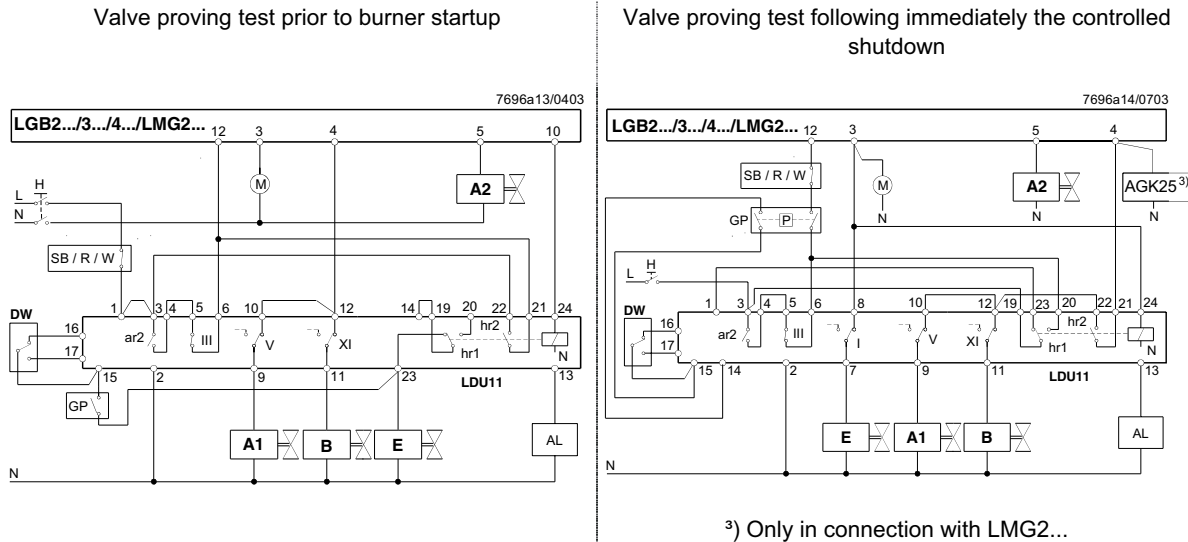 Valve proving test prior to burner startup
7696a13/0403
LGB2.../3.../4.../LMG2...
12 3 4 5 10
H
L
N
M
A2
SB / R / W
1 3 4 5 6 10 12 14 19 20 22 21 24
DW
16
17
ar2 III V XI hr2
hr1
N
15 2 9 11 23 LDU11 13
GP
A1 B E AL
N
Valve proving test following immediately the controlled
shutdown
7696a14/0703
LGB2.../3.../4.../LMG2...
12 3 5 4
SB / R / W
M
N
A2
N
AGK25³)
N
GP P
L H
1 3 4 5 6 8 10 12 19 23 20 22 21 24
DW
16
17
ar2 III I V XI hr2
hr1
N
15 14 2 7 9 11 LDU11 13
E A1 B AL
N
³) Only in connection with LMG2...